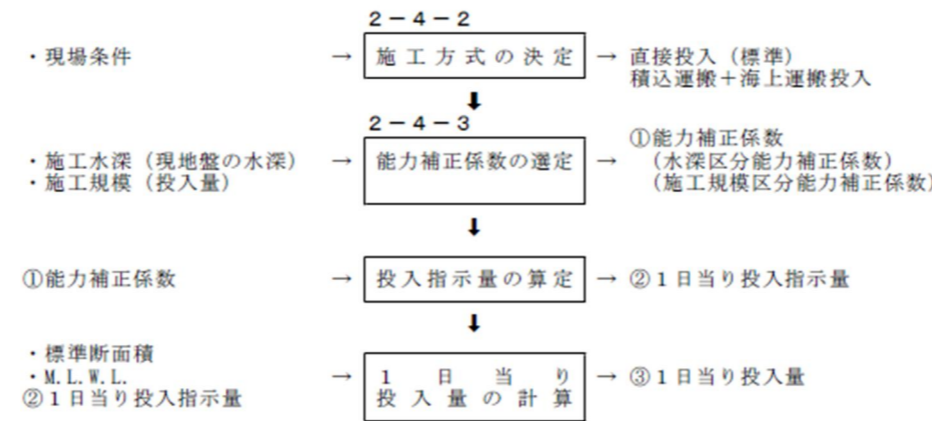 2－4－2
・現場条件 → 施工方式の決定 → 直接投入（標準）
積込運搬＋海上運搬投入
⬇
2－4－3
・施工水深（現地盤の水深） → 能力補正係数の選定 → ①能力補正係数
・施工規模（投入量）
（水深区分能力補正係数）
（施工規模区分能力補正係数）
⬇
①能力補正係数 → 投入指示量の算定 → ②１日当り投入指示量
⬇
・標準断面積
・M.L.W.L.
②１日当り投入指示量
→ １日当り
投入量の計算 → ③１日当り投入量